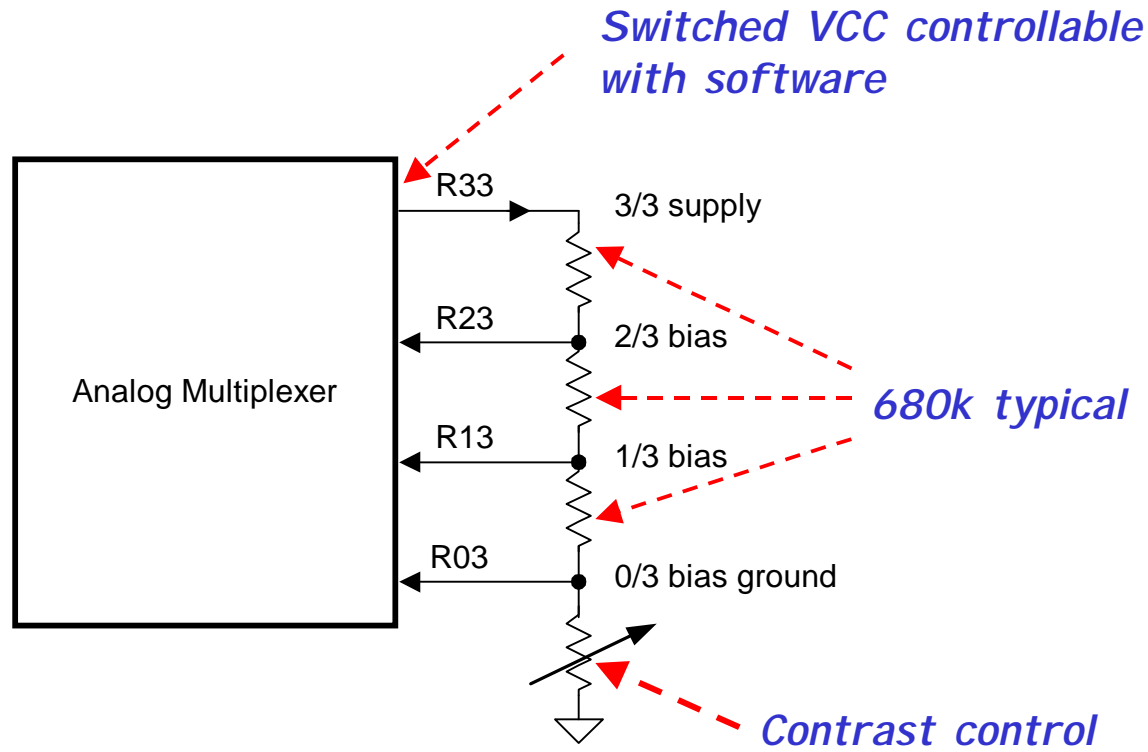 Switched VCC controllable
with software
R33
3/3 supply
R23
2/3 bias
Analog Multiplexer
680k typical
R13
1/3 bias
R03
0/3 bias ground
Contrast control